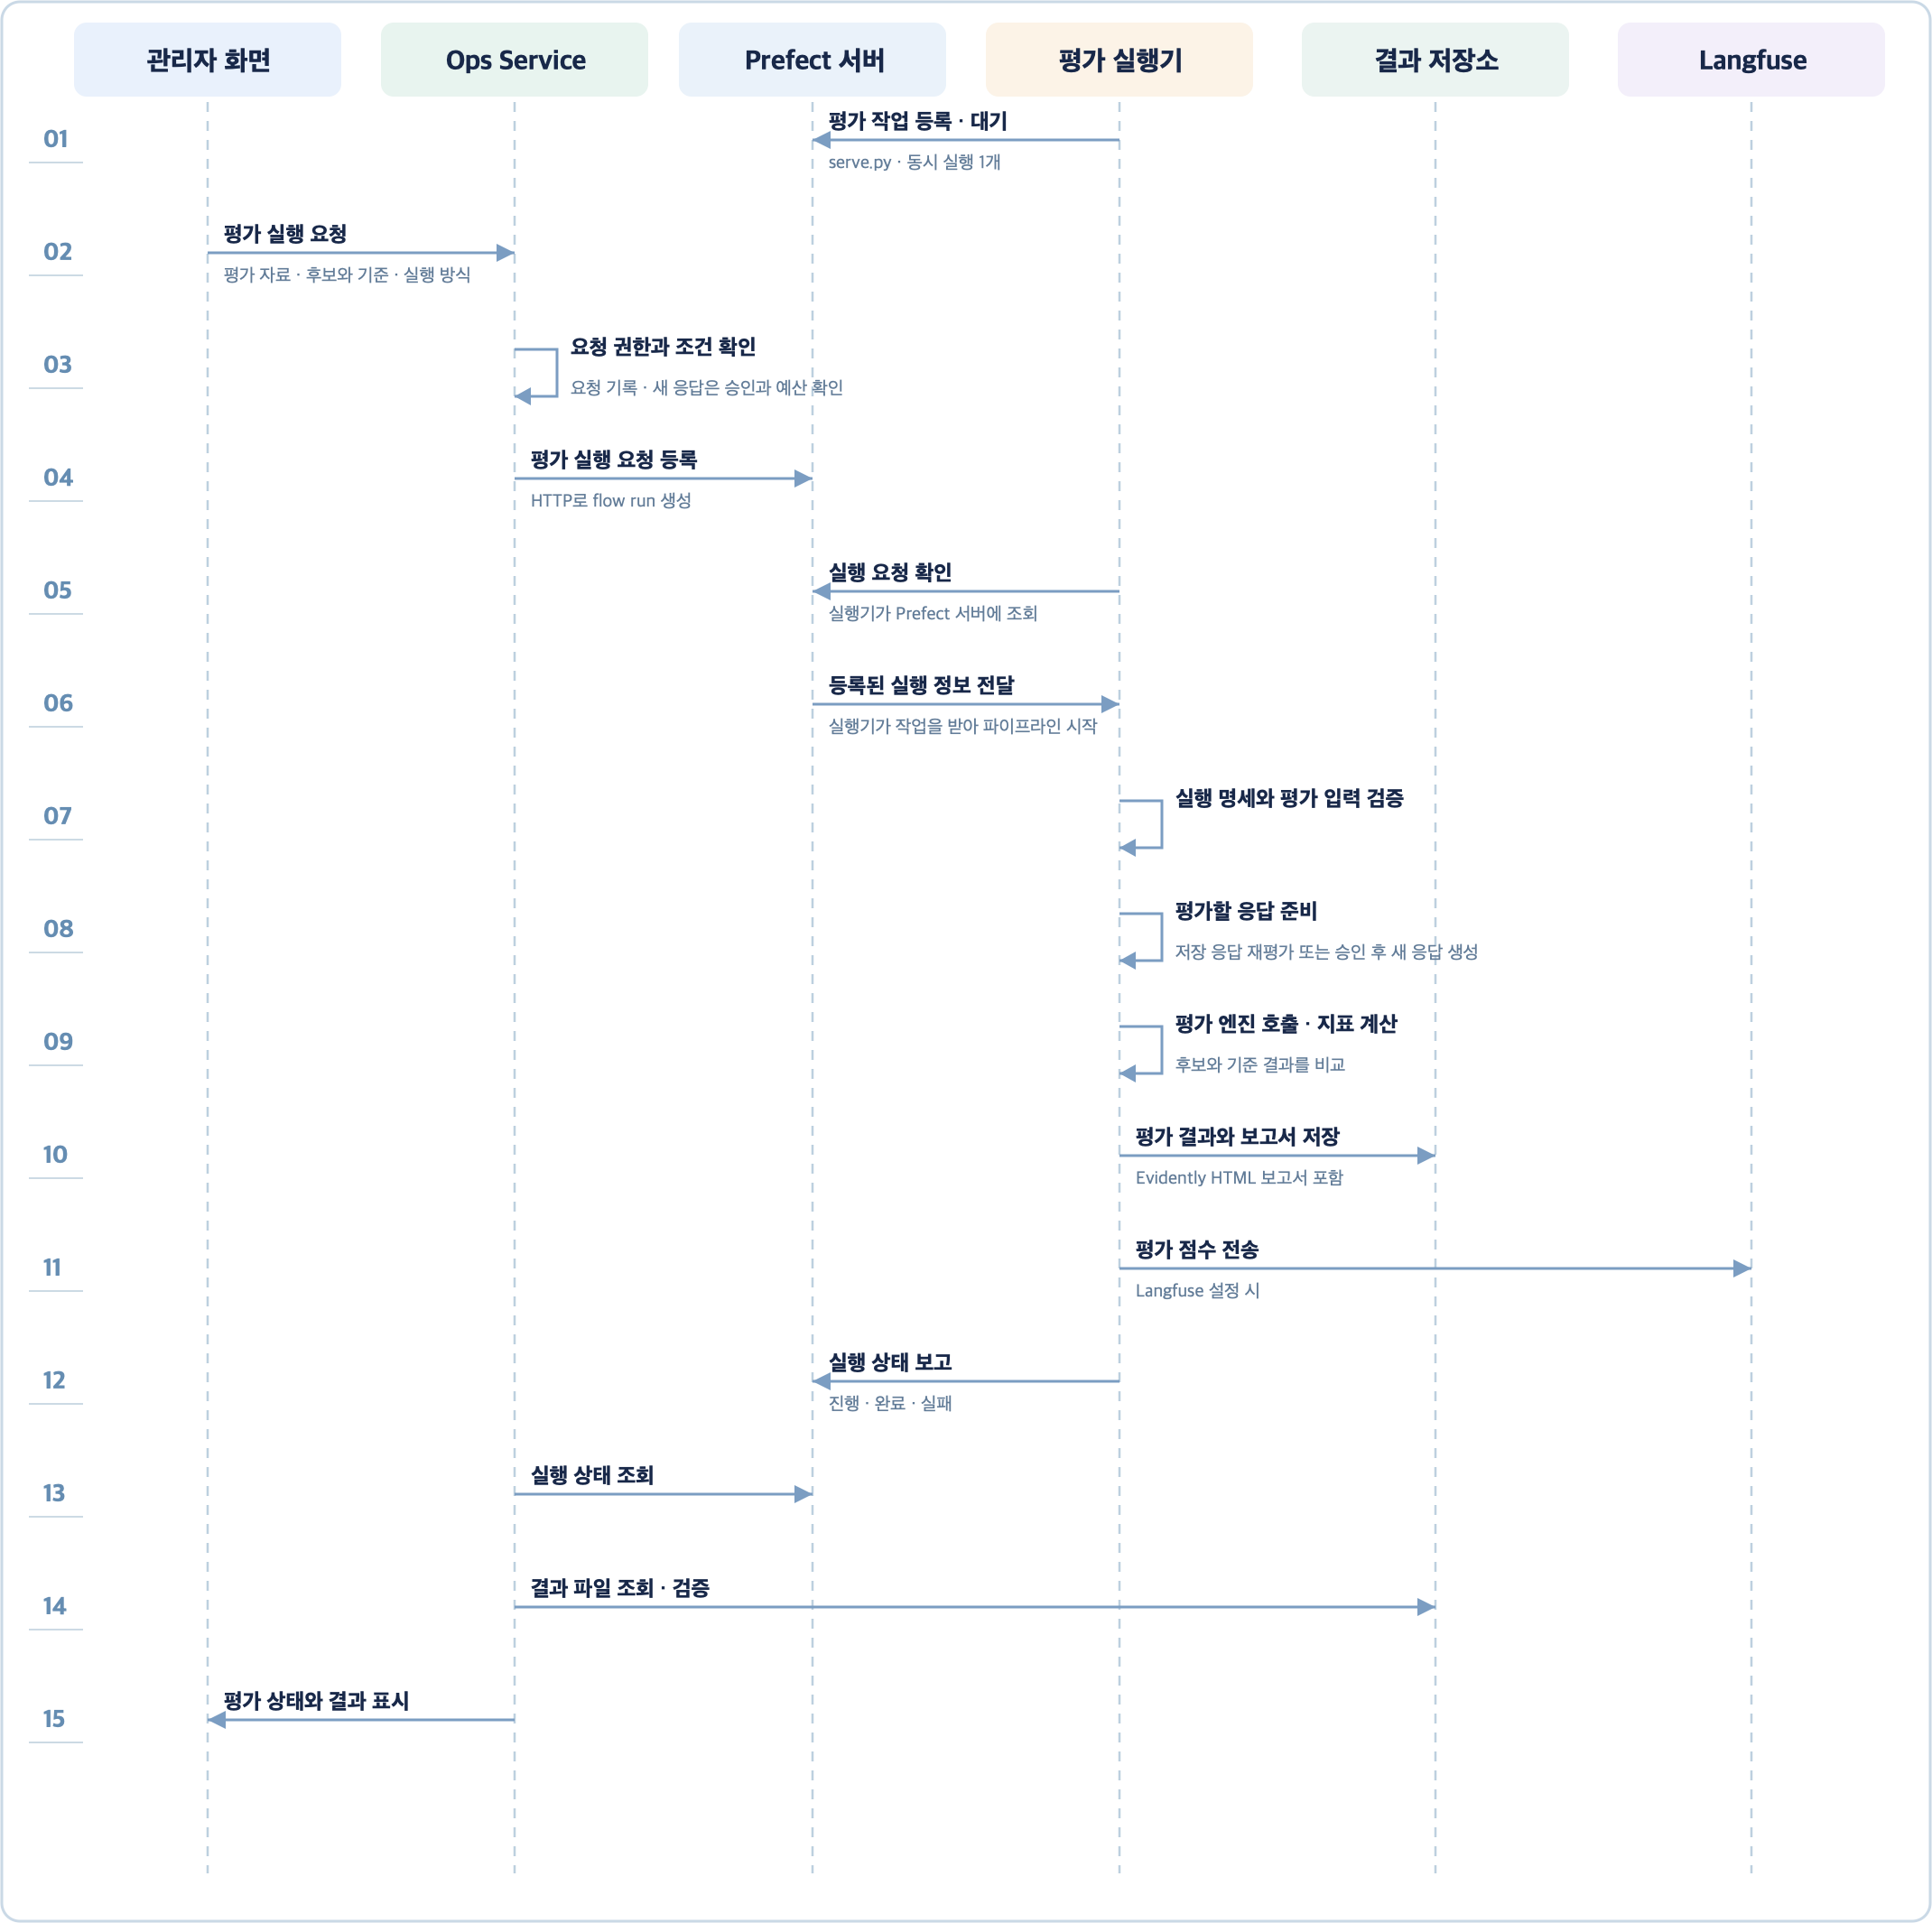 관리자 화면
Ops Service
Prefect 서버
평가 실행기
결과 저장소
Langfuse
01
평가 작업 등록 · 대기
serve.py · 동시 실행 1개
02
평가 실행 요청
평가 자료 · 후보와 기준 · 실행 방식
03
요청 권한과 조건 확인
요청 기록 · 새 응답은 승인과 예산 확인
04
평가 실행 요청 등록
HTTP로 flow run 생성
05
실행 요청 확인
실행기가 Prefect 서버에 조회
06
등록된 실행 정보 전달
실행기가 작업을 받아 파이프라인 시작
07
실행 명세와 평가 입력 검증
08
평가할 응답 준비
저장 응답 재평가 또는 승인 후 새 응답 생성
09
평가 엔진 호출 · 지표 계산
후보와 기준 결과를 비교
10
평가 결과와 보고서 저장
Evidently HTML 보고서 포함
11
평가 점수 전송
Langfuse 설정 시
12
실행 상태 보고
진행 · 완료 · 실패
13
실행 상태 조회
14
결과 파일 조회 · 검증
15
평가 상태와 결과 표시